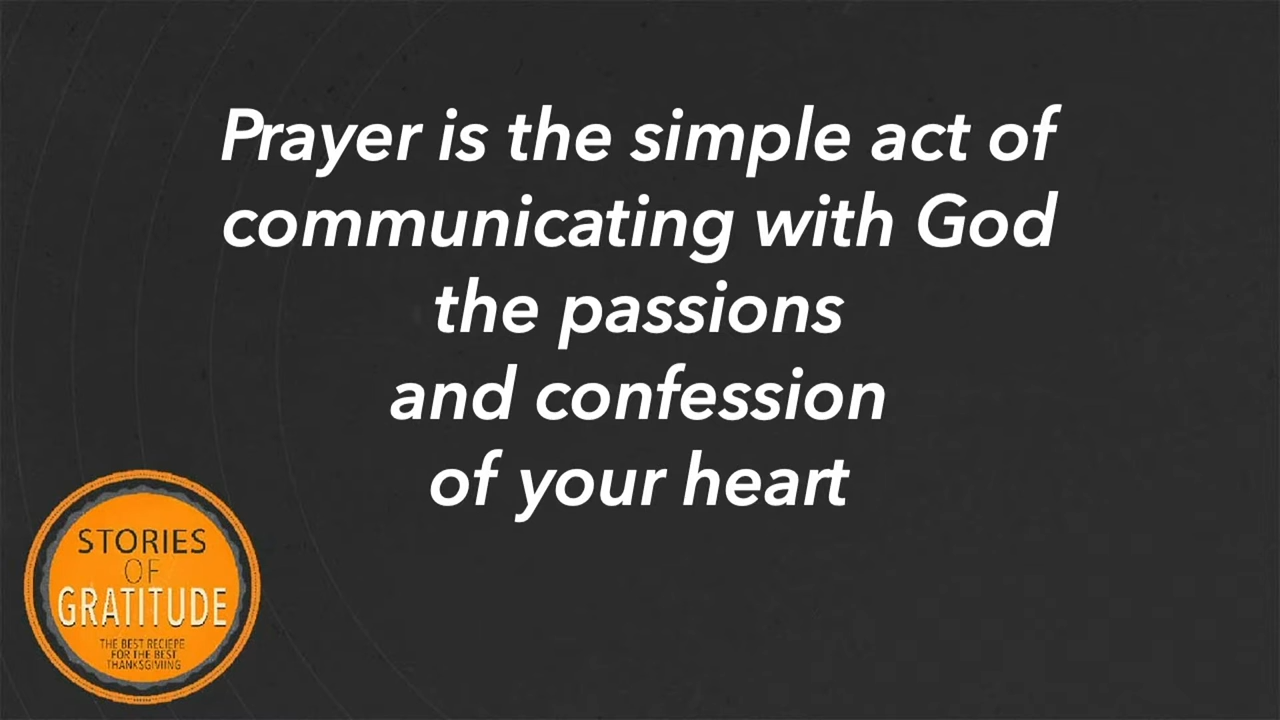 Prayer is the simple act of
communicating with God
the passions
and confession
of your heart
STORIES
OF
GRATITUDE
THE BEST RECIEPE
FOR THE BEST
THANKSGIVIING